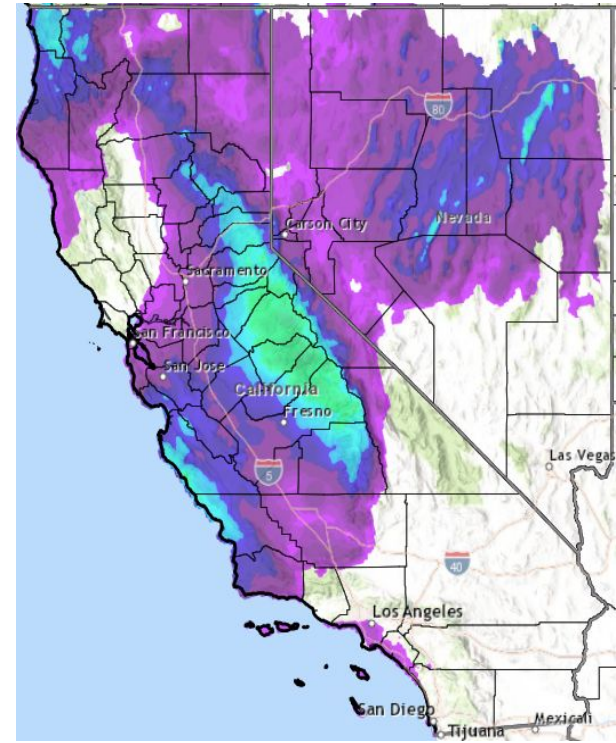 80
Carson City
Nevada
Sacramento
San Francisco
San Jose
California
Fresno
Las Vegas
5
40
Los Angeles
San Diego
Tijuana
Mexicali